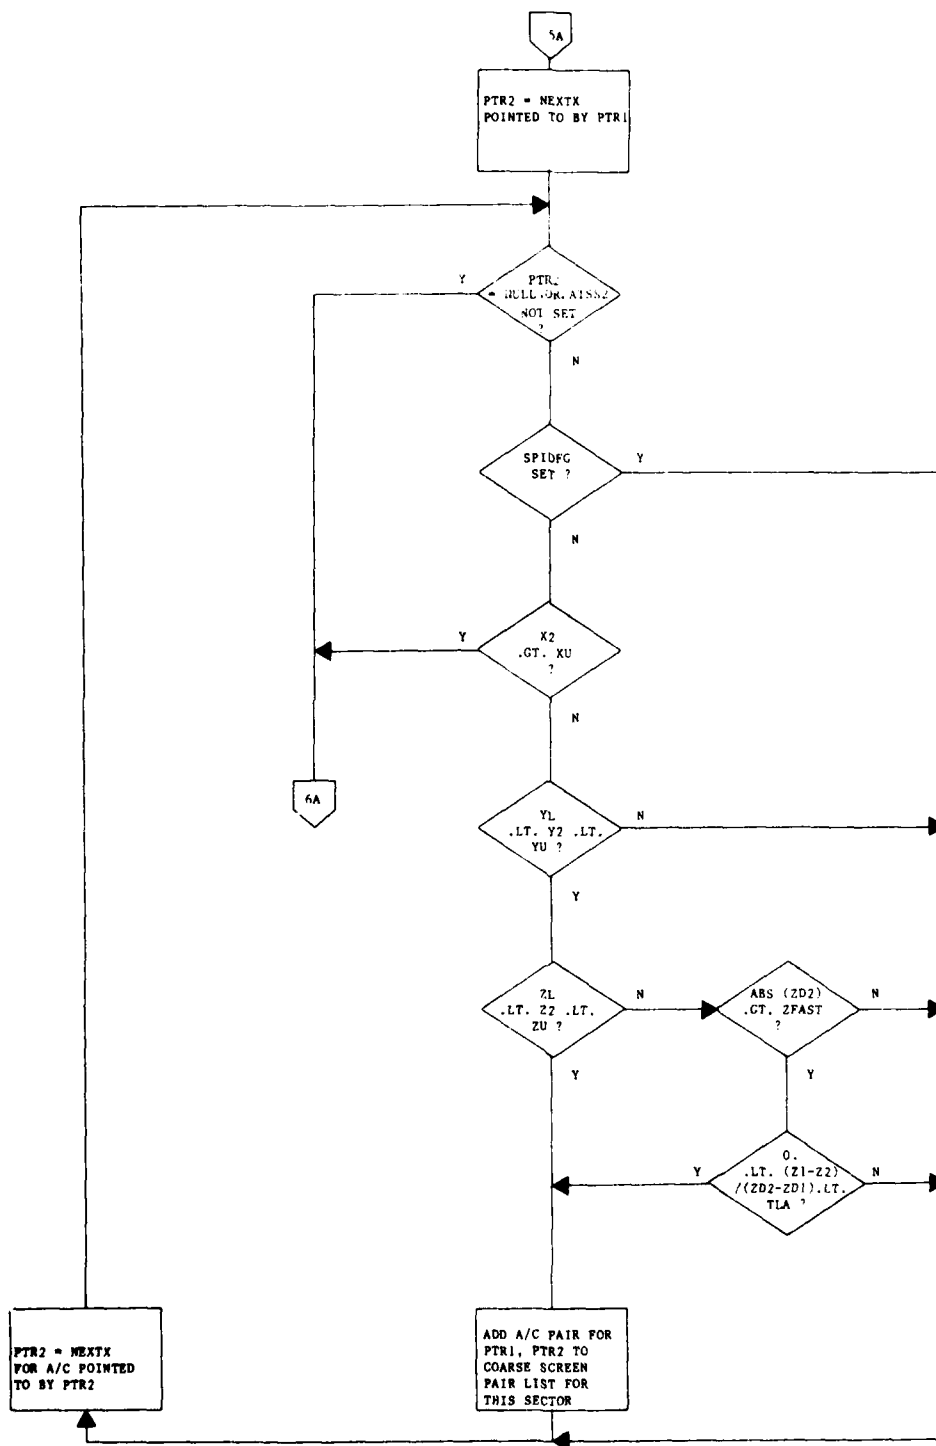 5A
PTR2 = NEXTX
POINTED TO BY PTR1
Y
PTR2
= NULL .OR. ATSS2
NOT SET
?
N
SPIDFG
SET ?
Y
N
Y
X2
.GT. XU
?
N
6A
YL
.LT. Y2 .LT.
YU ?
N
Y
ZL
.LT. Z2 .LT.
ZU ?
N
ABS (ZD2)
.GT. ZFAST
?
N
Y
Y
Y
0.
.LT. (Z1-Z2)
/(ZD2-ZD1).LT.
TLA ?
N
PTR2 = NEXTX
FOR A/C POINTED
TO BY PTR2
ADD A/C PAIR FOR
PTR1, PTR2 TO
COARSE SCREEN
PAIR LIST FOR
THIS SECTOR